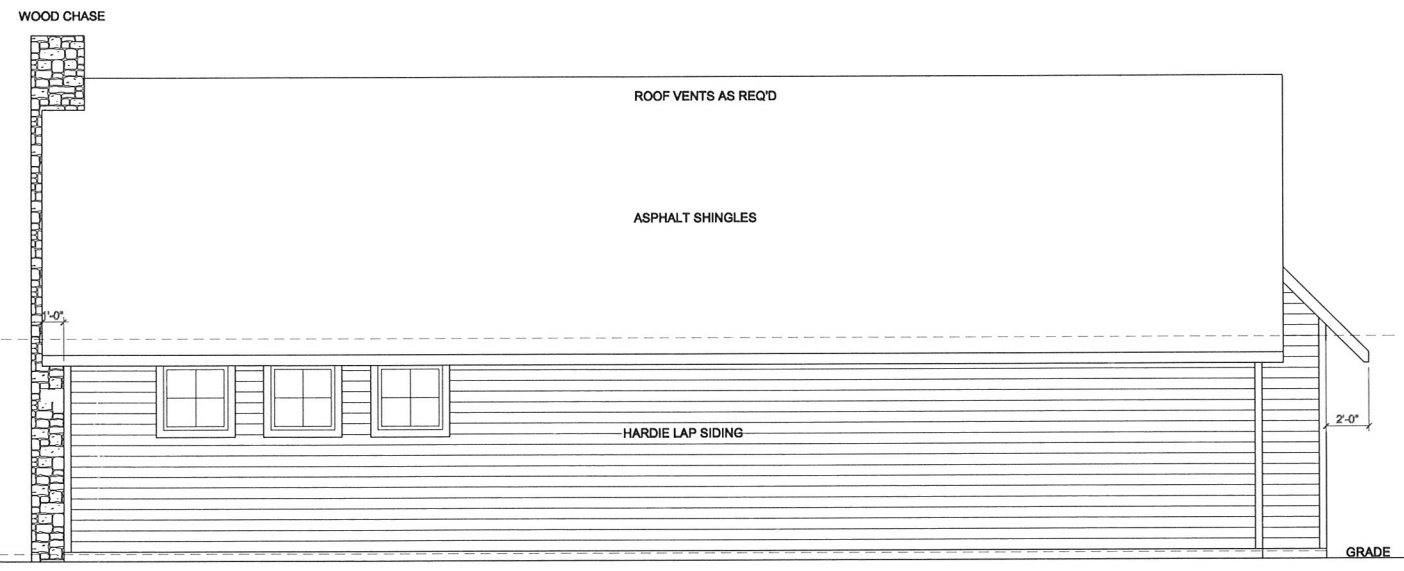 WOOD CHASE
ROOF VENTS AS REQ'D
ASPHALT SHINGLES
1'-0"
2'-0"
HARDIE LAP SIDING
GRADE